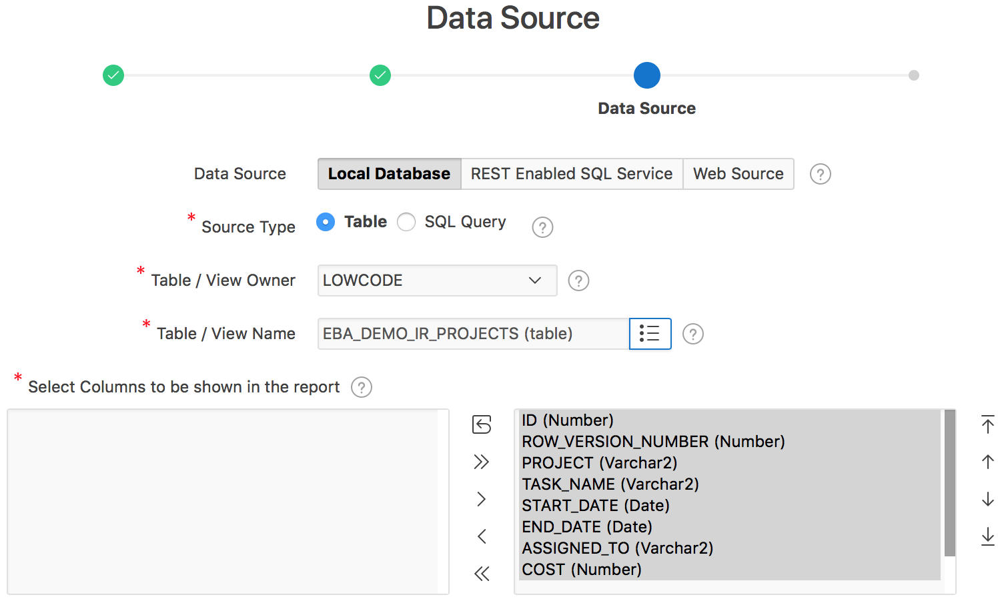 Data Source
Data Source
Data Source Local Database REST Enabled SQL Service Web Source ?
* Source Type Table SQL Query ?
* Table / View Owner LOWCODE ?
* Table / View Name EBA_DEMO_IR_PROJECTS (table) ?
* Select Columns to be shown in the report ?
ID (Number)
ROW_VERSION_NUMBER (Number)
PROJECT (Varchar2)
TASK_NAME (Varchar2)
START_DATE (Date)
END_DATE (Date)
ASSIGNED_TO (Varchar2)
COST (Number)